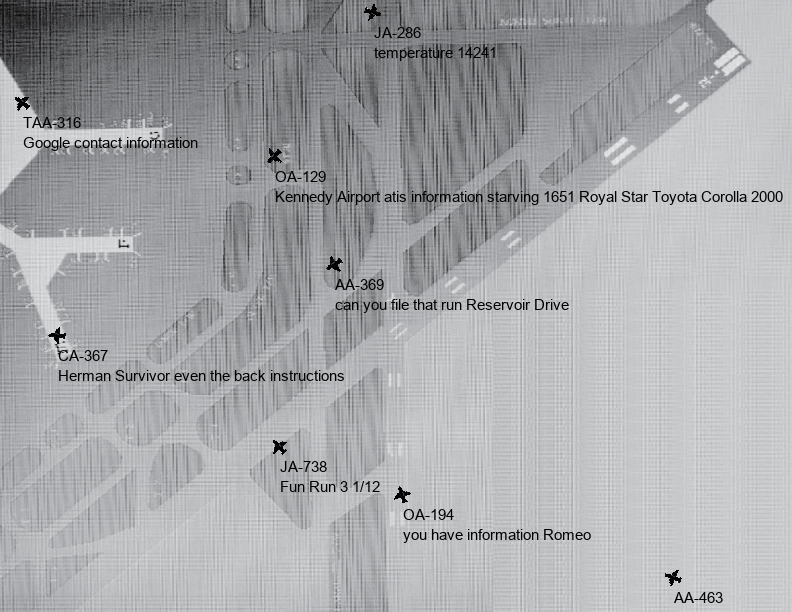 JA-286
temperature 14241
TAA-316
Google contact information
OA-129
Kennedy Airport atis information starving 1651 Royal Star Toyota Corolla 2000
AA-369
can you file that run Reservoir Drive
CA-367
Herman Survivor even the back instructions
JA-738
Fun Run 3 1/12
OA-194
you have information Romeo
AA-463